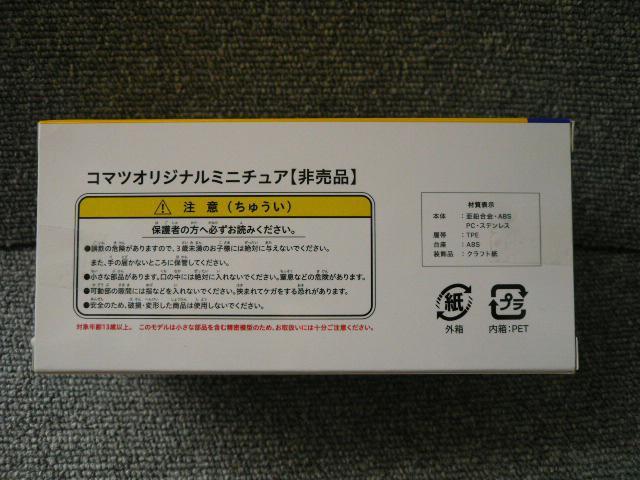 コマツオリジナルミニチュア【非売品】
注 意（ちゅうい）
保護者の方へ必ずお読みください。
●誤飲の危険がありますので、3歳未満のお子様には絶対に与えないでください。
また、手の届かないところに保管してください。
●小さな部品があります。口の中には絶対に入れないでください。窒息などの危険があります。
●可動部の隙間には指などを入れないでください。挟まれてケガをする恐れがあります。
●安全のため、破損・変形した商品は使用しないでください。
対象年齢13歳以上。 このモデルは小さな部品を含む精密模型のため、お取扱いには十分ご注意ください。
材質表示
本体 ：亜鉛合金・ABS
PC・ステンレス
履帯 ：TPE
台座 ：ABS
装飾品 ：クラフト紙
紙
外箱
プラ
内箱：PET